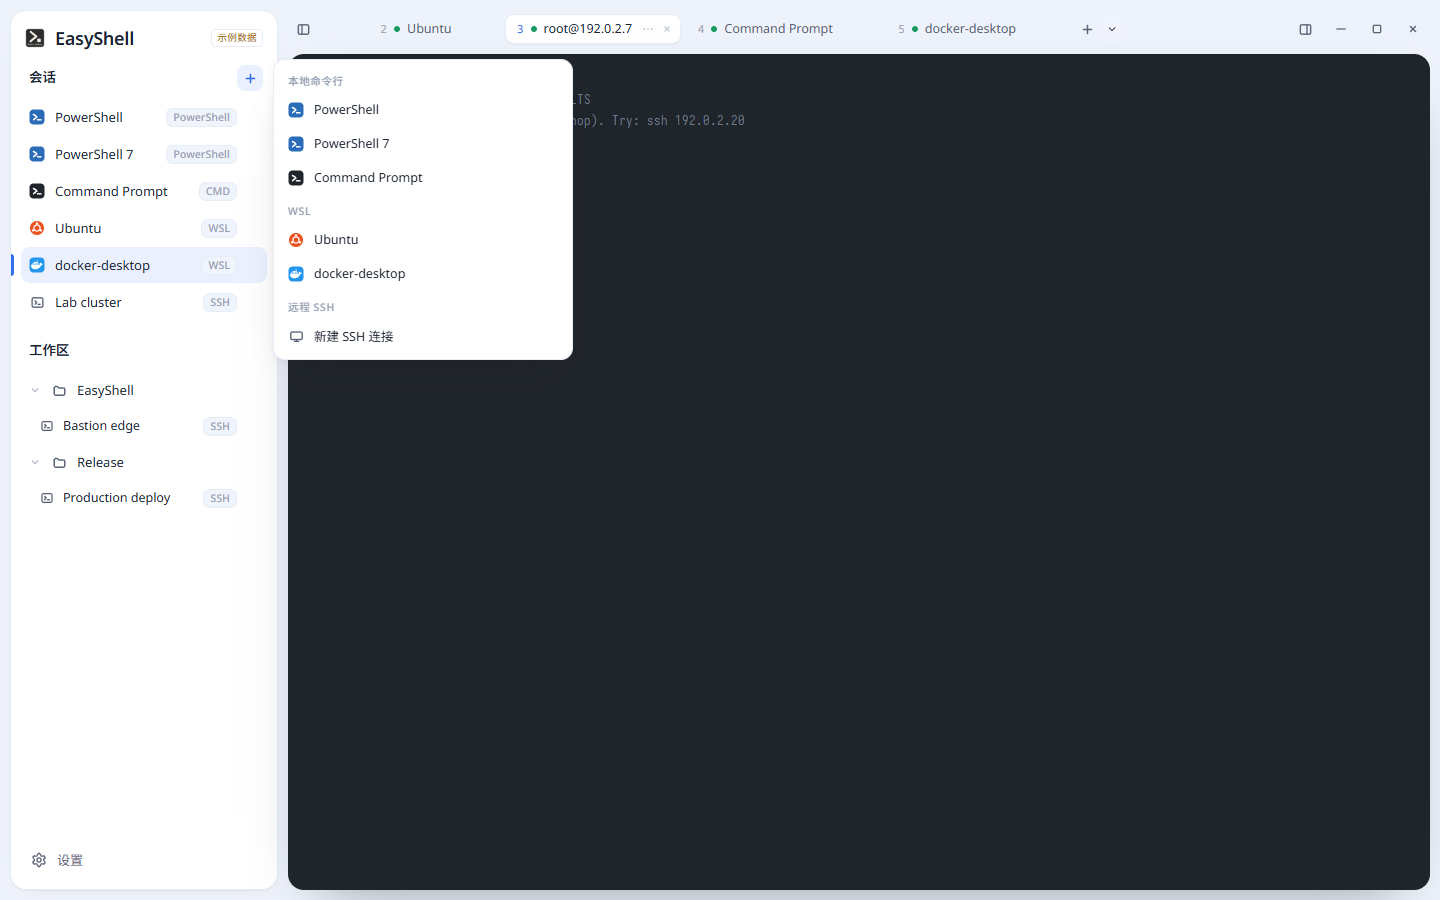 EasyShell
示例数据
会话
PowerShell PowerShell
PowerShell 7 PowerShell
Command Prompt CMD
Ubuntu WSL
docker-desktop WSL
Lab cluster SSH
工作区
EasyShell
Bastion edge SSH
Release
Production deploy SSH
设置
2 Ubuntu
3 root@192.0.2.7
4 Command Prompt
5 docker-desktop
本地命令行
PowerShell
PowerShell 7
Command Prompt
WSL
Ubuntu
docker-desktop
远程 SSH
新建 SSH 连接
LTS
hop). Try: ssh 192.0.2.20